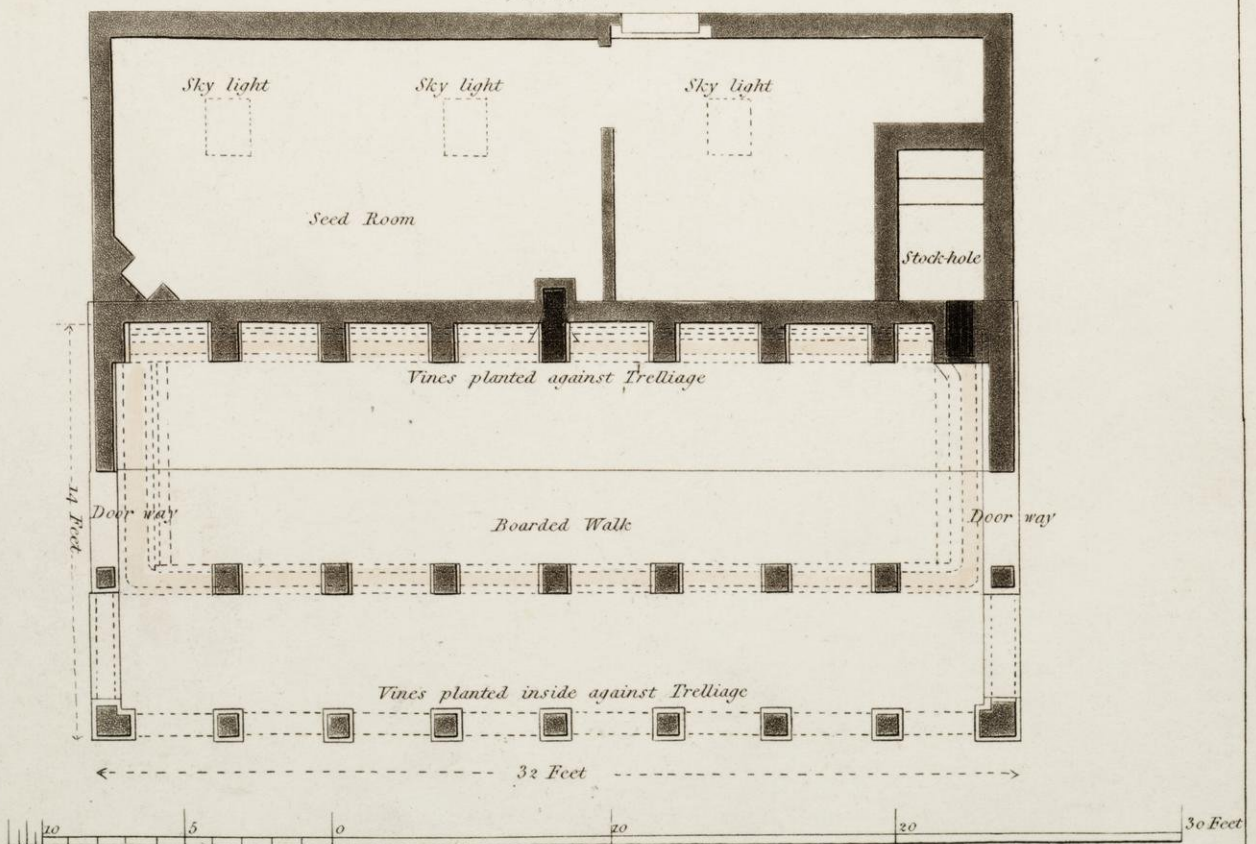 Sky light
Sky light
Sky light
Seed Room
Stock-hole
Vines planted against Trelliage
14 Feet.
Door way
Boarded Walk
Door way
Vines planted inside against Trelliage
32 Feet
10 5 0 10 20 30 Feet